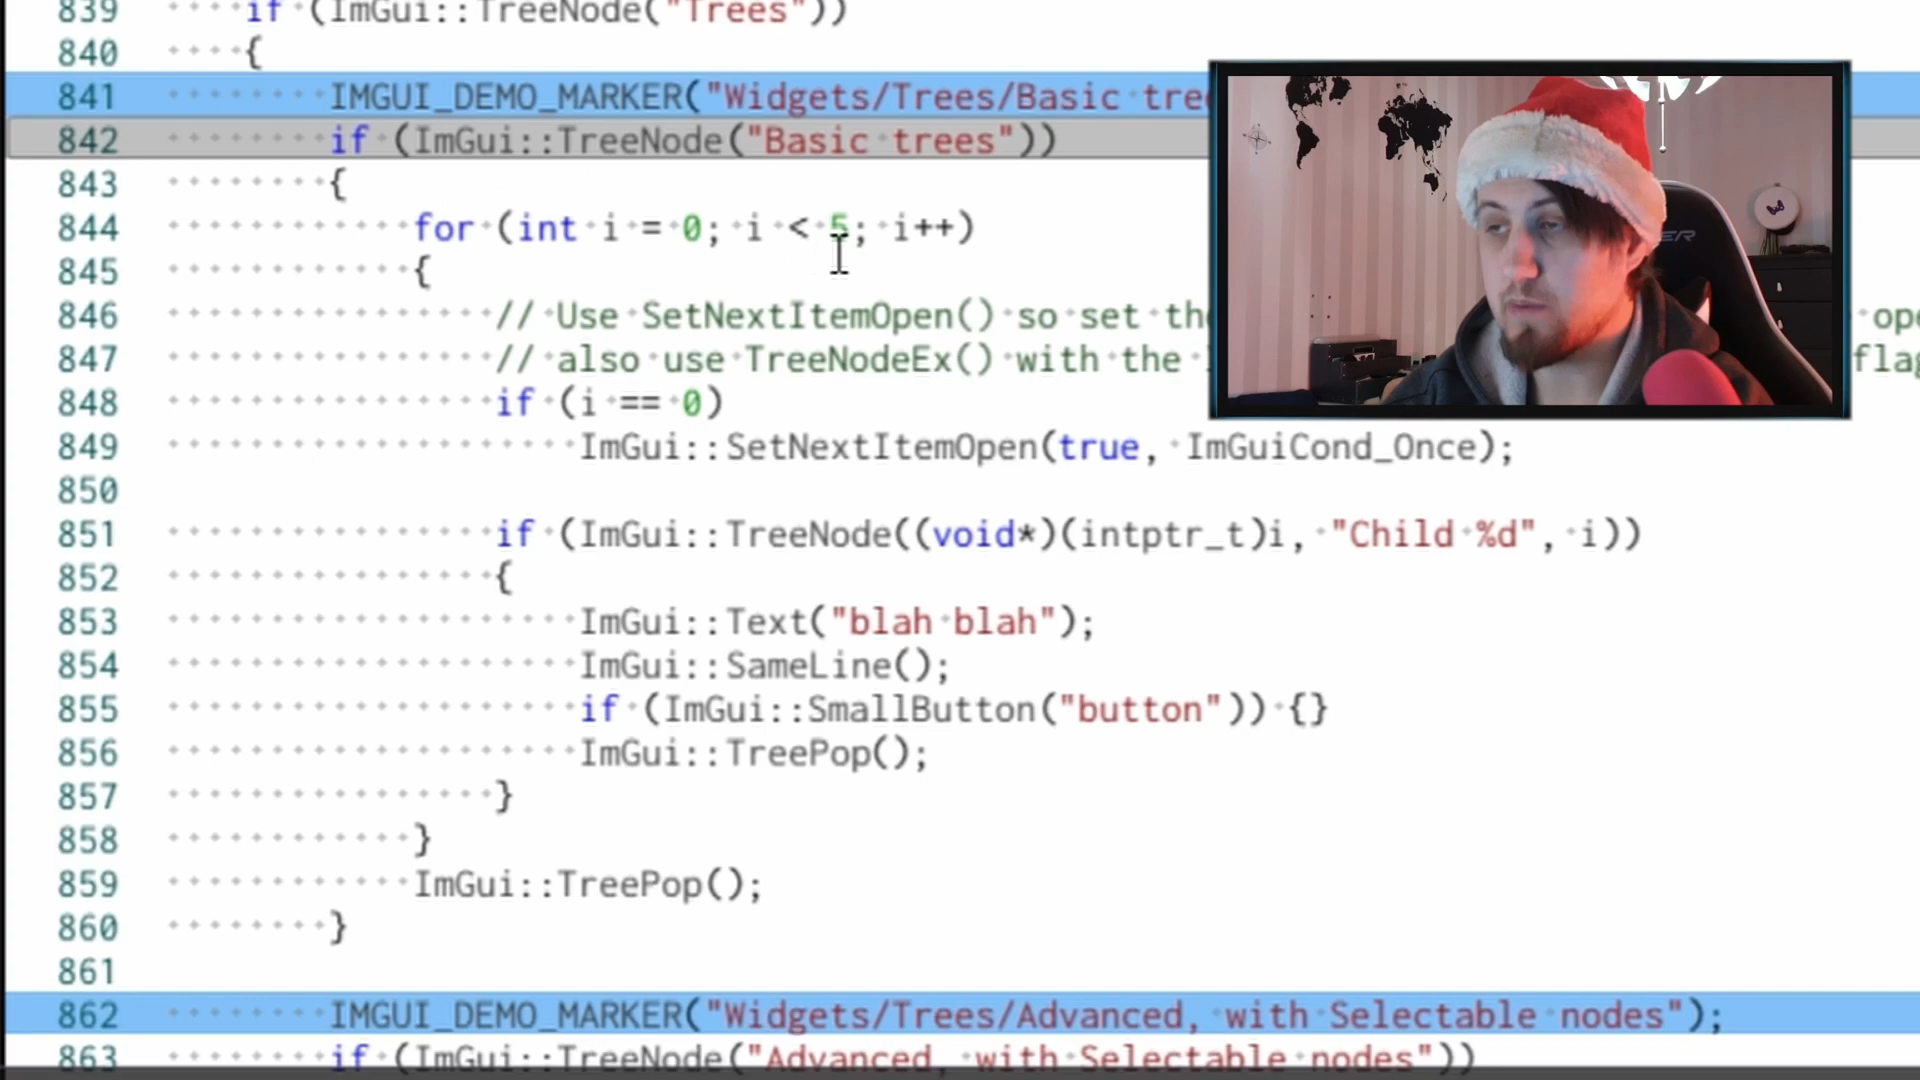 839 if (ImGui::TreeNode("Trees"))
840 {
841 IMGUI_DEMO_MARKER("Widgets/Trees/Basic
842 if (ImGui::TreeNode("Basic trees"))
843 {
844 for (int i = 0; i < 5; i++)
845 {
846 // Use SetNextItemOpen() so set
847 // also use TreeNodeEx() with the
848 if (i == 0)
849 ImGui::SetNextItemOpen(true, ImGuiCond_Once);
850
851 if (ImGui::TreeNode((void*)(intptr_t)i, "Child %d", i))
852 {
853 ImGui::Text("blah blah");
854 ImGui::SameLine();
855 if (ImGui::SmallButton("button")) {}
856 ImGui::TreePop();
857 }
858 }
859 ImGui::TreePop();
860 }
861
862 IMGUI_DEMO_MARKER("Widgets/Trees/Advanced, with Selectable nodes");
863 if (ImGui::TreeNode("Advanced, with Selectable nodes"))